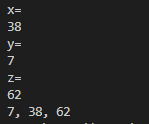 x=
38
y=
7
z=
62
7, 38, 62